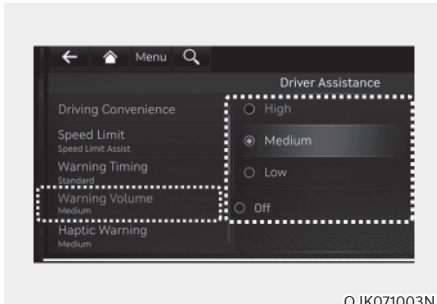 Menu
Driver Assistance
Driving Convenience
Speed Limit
Speed Limit Assist
Warning Timing
Standard
Warning Volume
Medium
Haptic Warning
Medium
High
Medium
Low
Off
OJK071003N